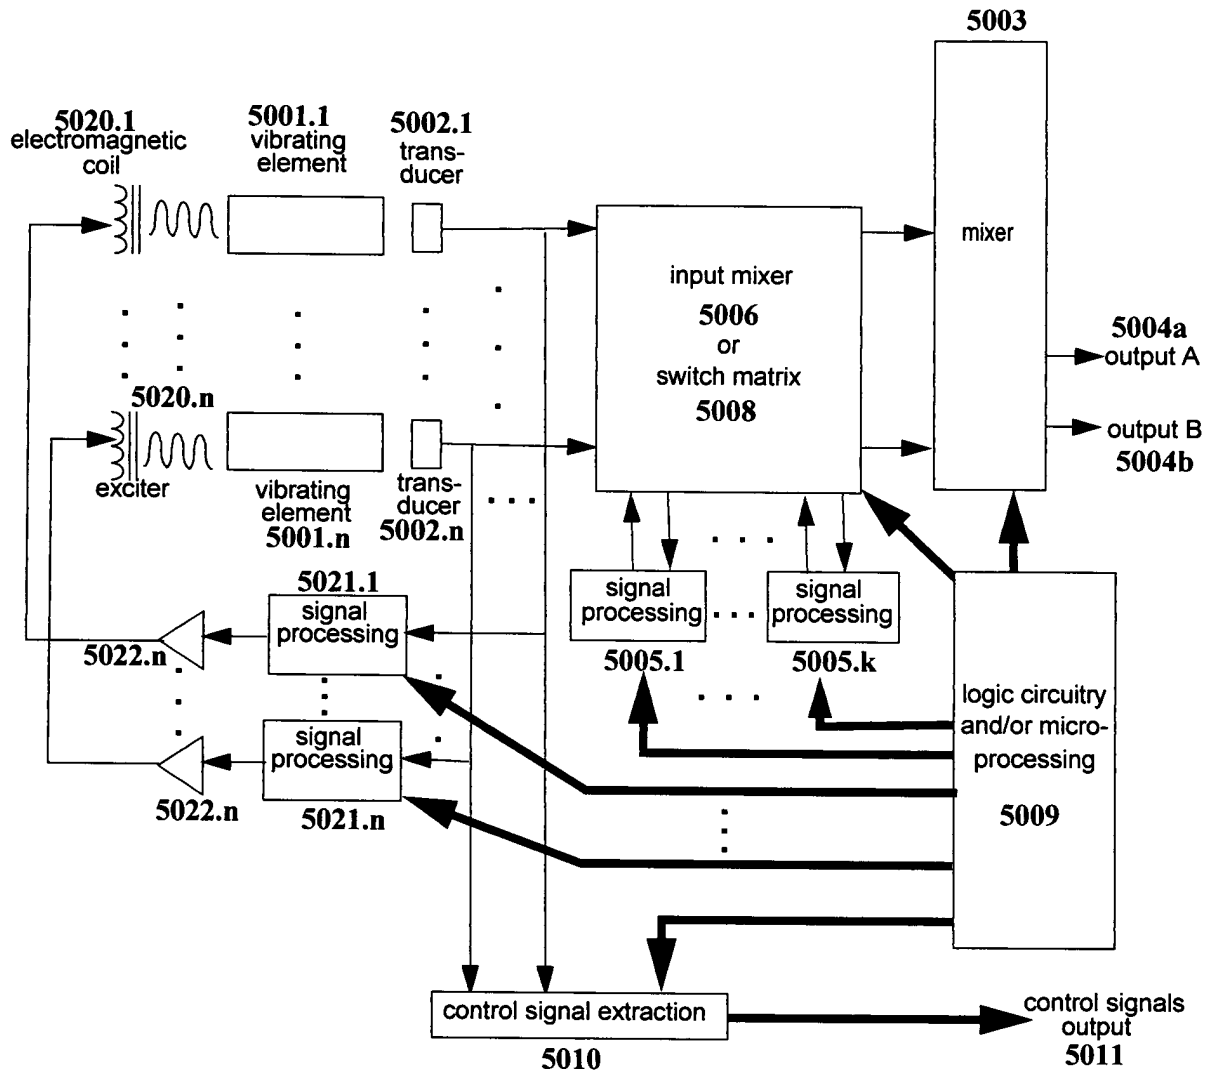 5003
5020.1
electromagnetic
coil
5001.1
vibrating
element
5002.1
trans-
ducer
mixer
input mixer
5006
or
switch matrix
5008
5004a
output A
output B
5004b
5020.n
exciter
vibrating
element
5001.n
trans-
ducer
5002.n
5021.1
signal
processing
5022.n
signal
processing
5022.n
5021.n
signal
processing
5005.1
signal
processing
5005.k
logic circuitry
and/or micro-
processing
5009
control signal extraction
5010
control signals
output
5011